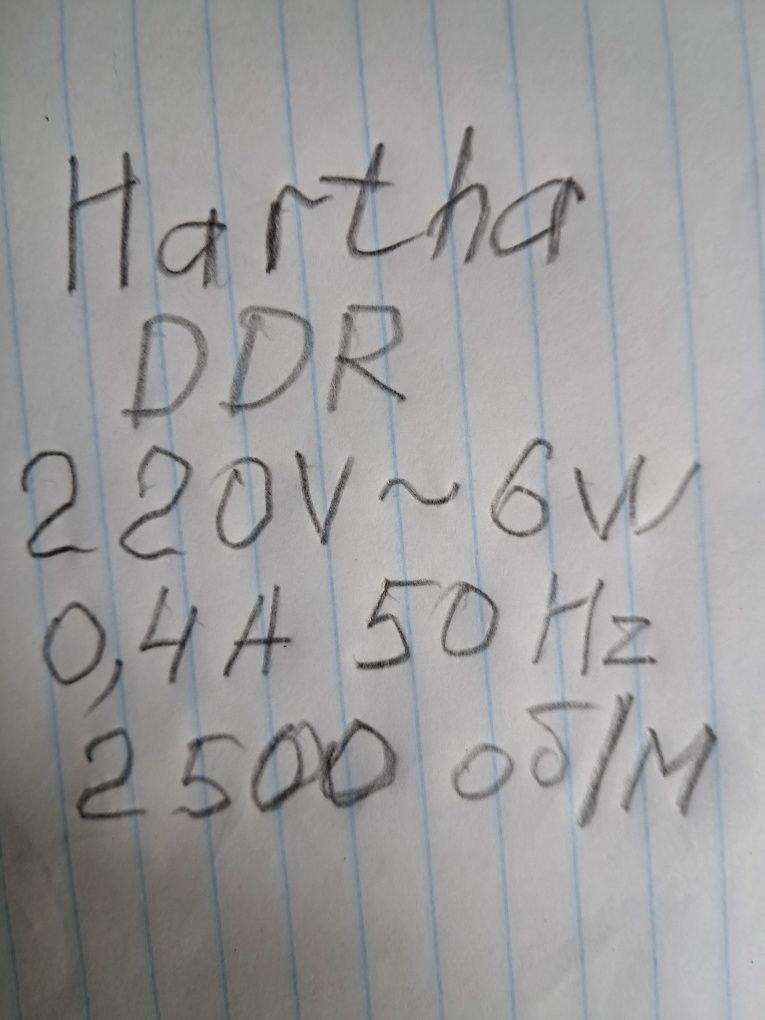 Hartha
DDR
220V~6W
0,4A 50Hz
2500 об/м